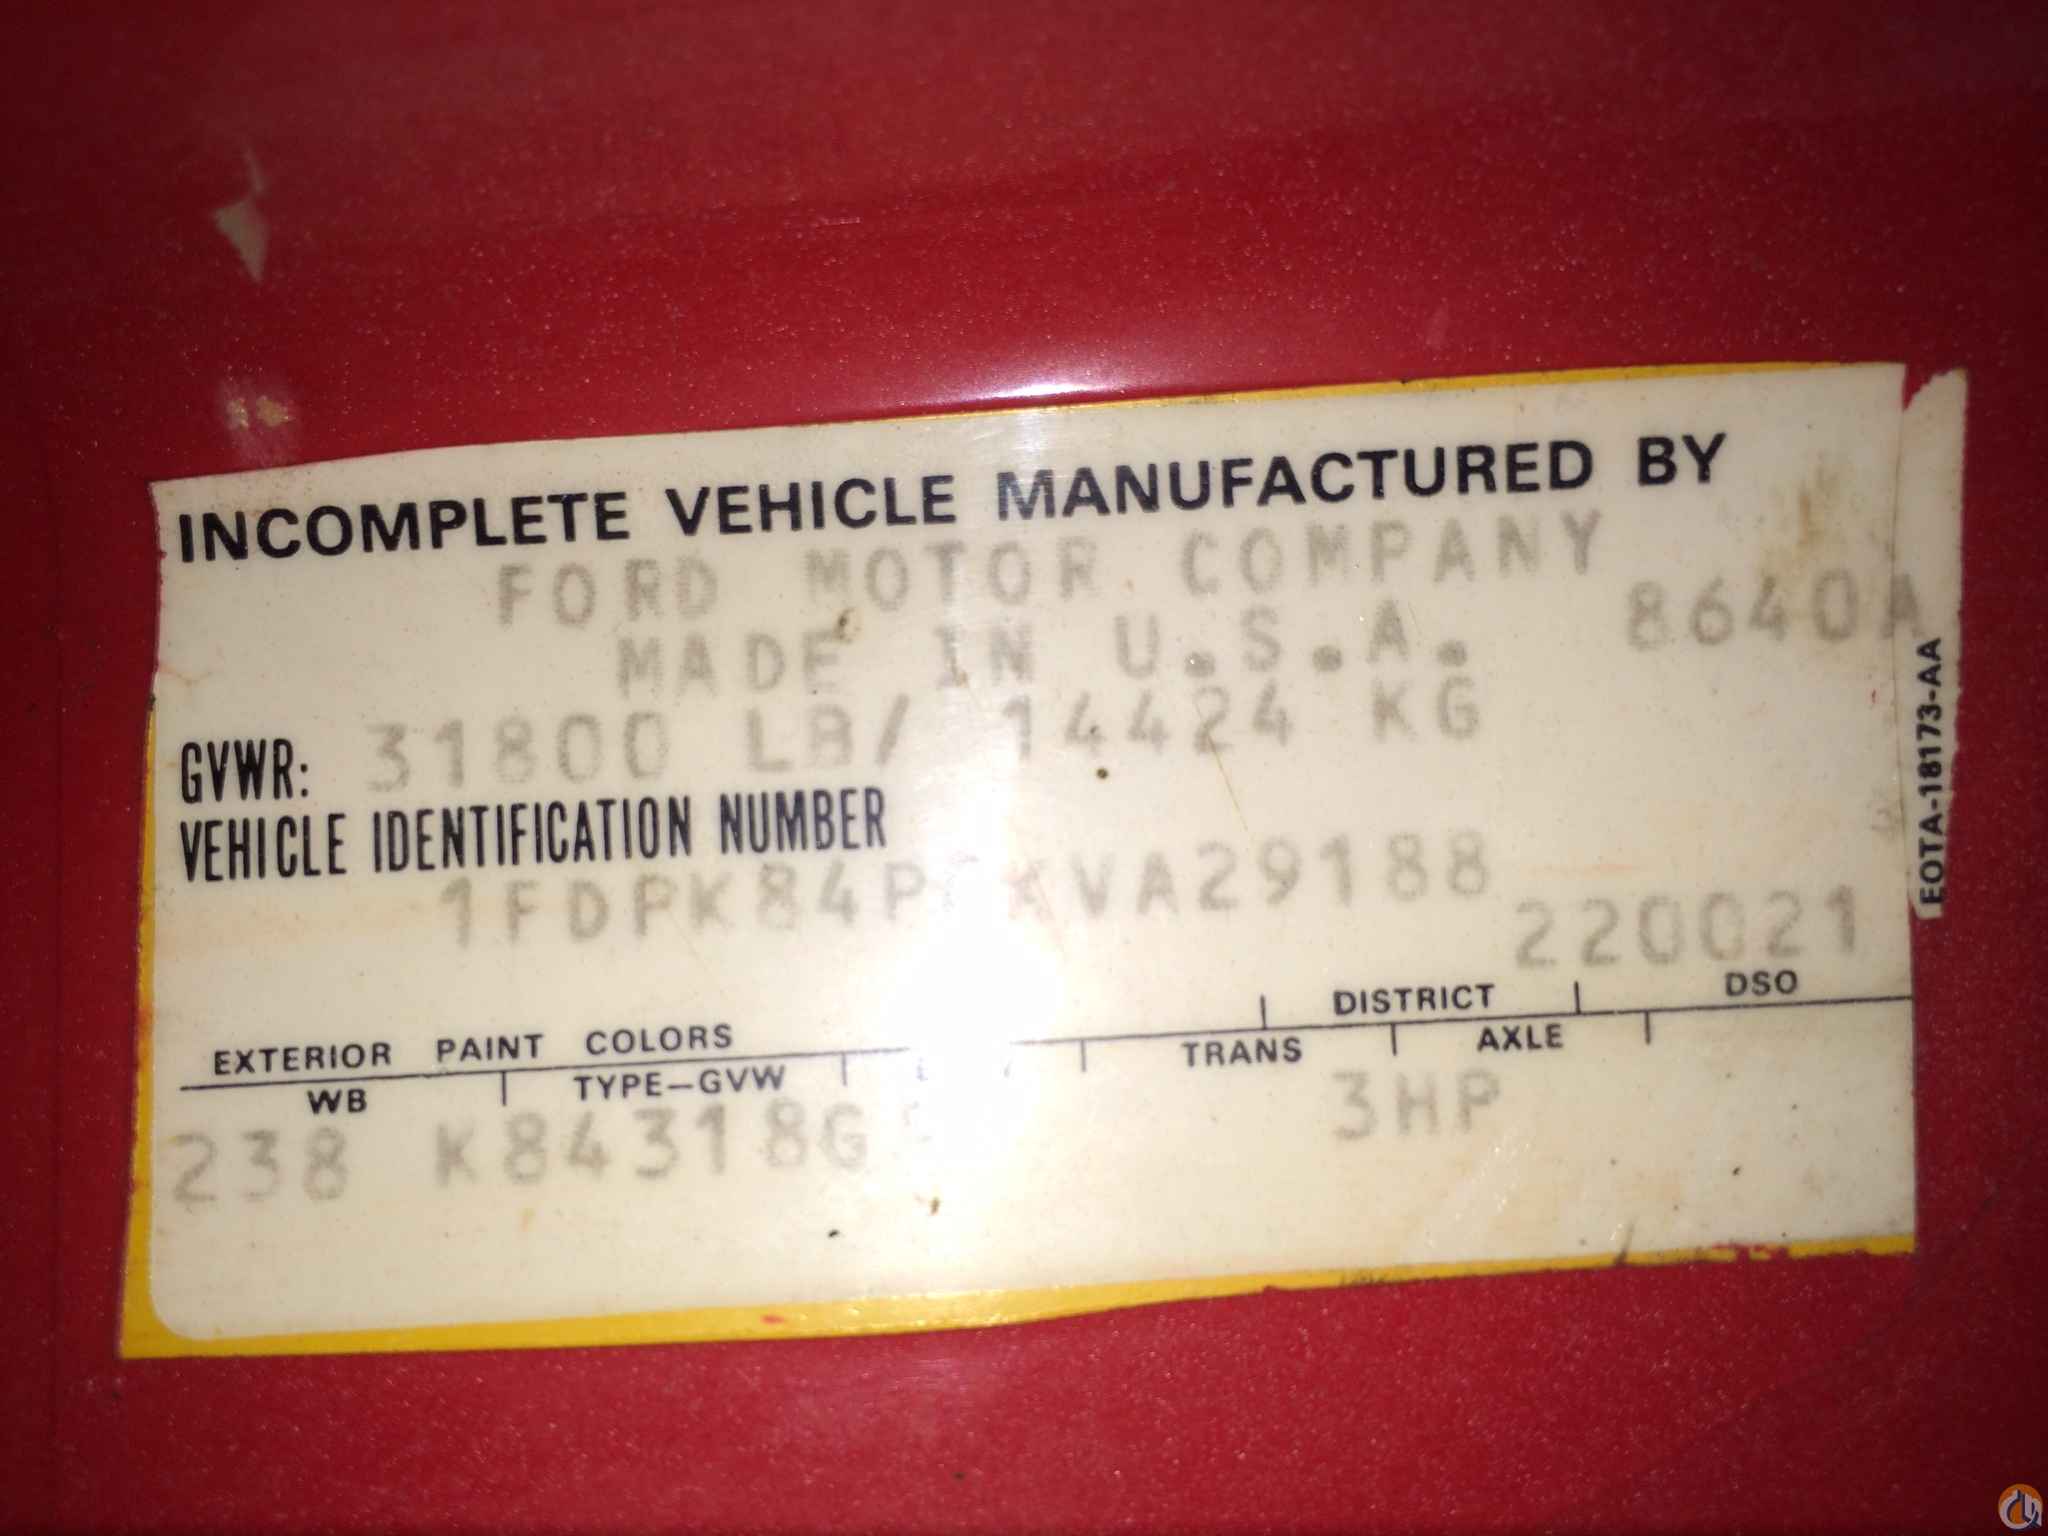 INCOMPLETE VEHICLE MANUFACTURED BY
FORD MOTOR COMPANY
MADE IN U.S.A. 8640A
GVWR: 31800 LB/ 14424 KG
VEHICLE IDENTIFICATION NUMBER
220021
EXTERIOR PAINT COLORS DISTRICT DSO
WB TYPE-GVW TRANS AXLE
238 K84318G 3HP
EOTA-18173-AA